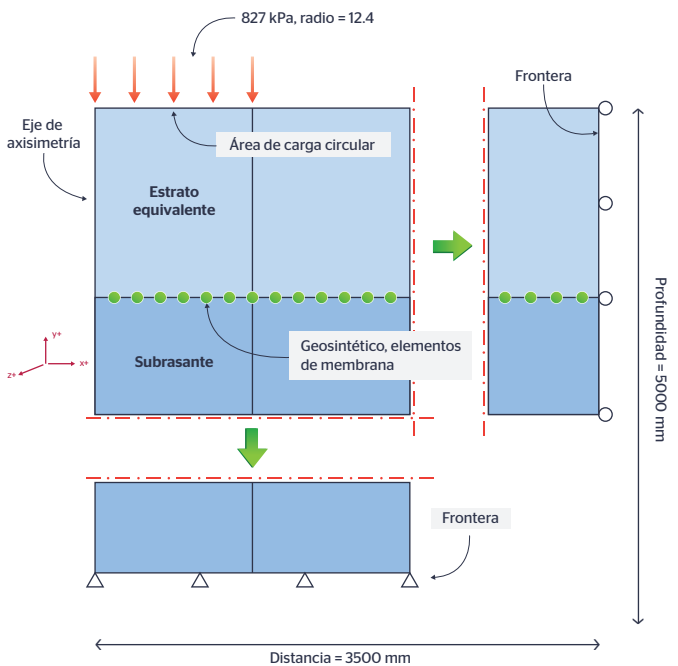 827 kPa, radio = 12.4
Frontera
Eje de
axisimetría
Área de carga circular
Estrato
equivalente
y+
x+
z+
Subrasante
Geosintético, elementos
de membrana
Profundidad = 5000 mm
Frontera
Distancia = 3500 mm